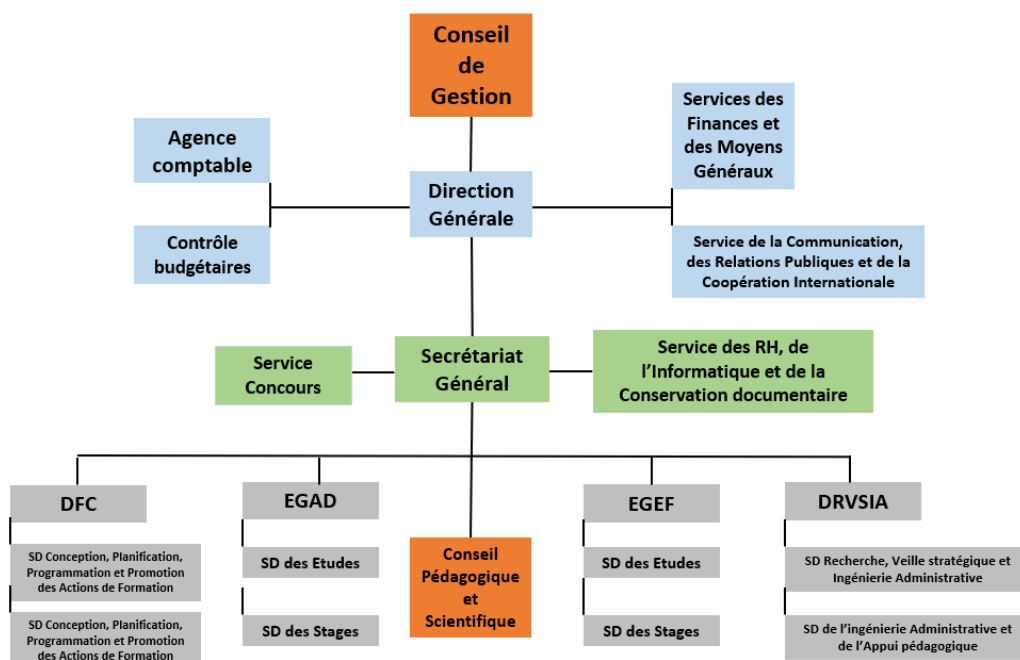 Conseil
de
Gestion
Agence
comptable
Services des
Finances et
des Moyens
Généraux
Direction
Générale
Contrôle
budgétaires
Service de la Communication,
des Relations Publiques et de la
Coopération Internationale
Service
Concours
Secrétariat
Général
Service des RH, de
l’Informatique et de la
Conservation documentaire
DFC
EGAD
EGEF
DRVSIA
SD Conception, Planification,
Programmation et Promotion
des Actions de Formation
SD des Etudes
Conseil
Pédagogique
et
Scientifique
SD des Etudes
SD Recherche, Veille stratégique et
Ingénierie Administrative
SD Conception, Planification,
Programmation et Promotion
des Actions de Formation
SD des Stages
SD des Stages
SD de l’ingénierie Administrative et
de l’Appui pédagogique